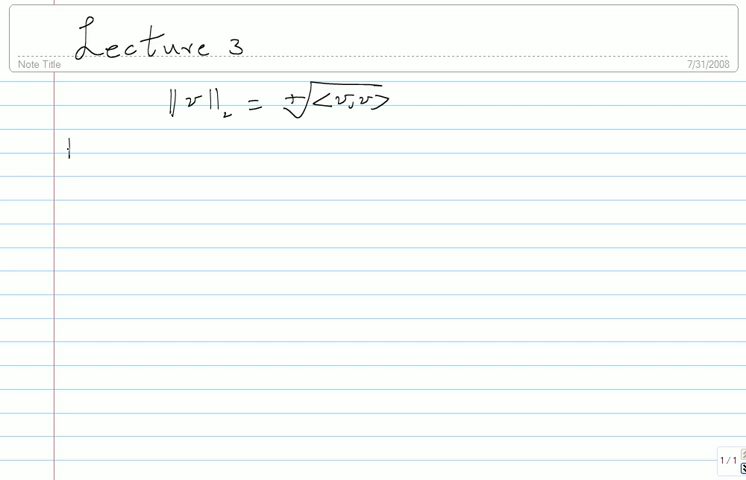 Lecture 3
Note Title
7/31/2008
||v||₂ = +√<v,v>
1 / 1